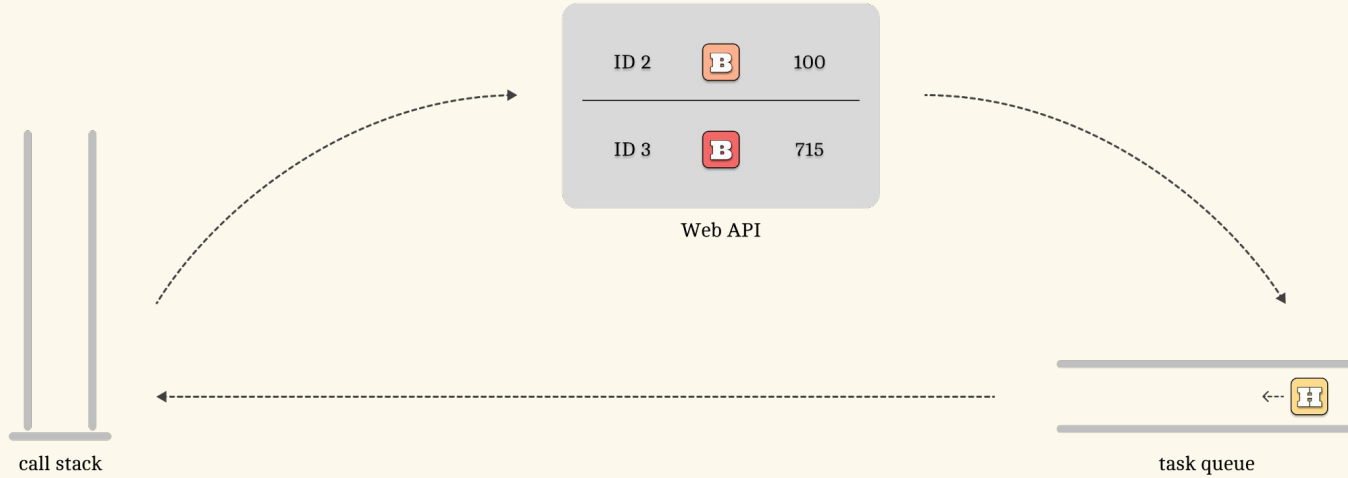 ID 2 B 100
ID 3 B 715
Web API
H
call stack
task queue